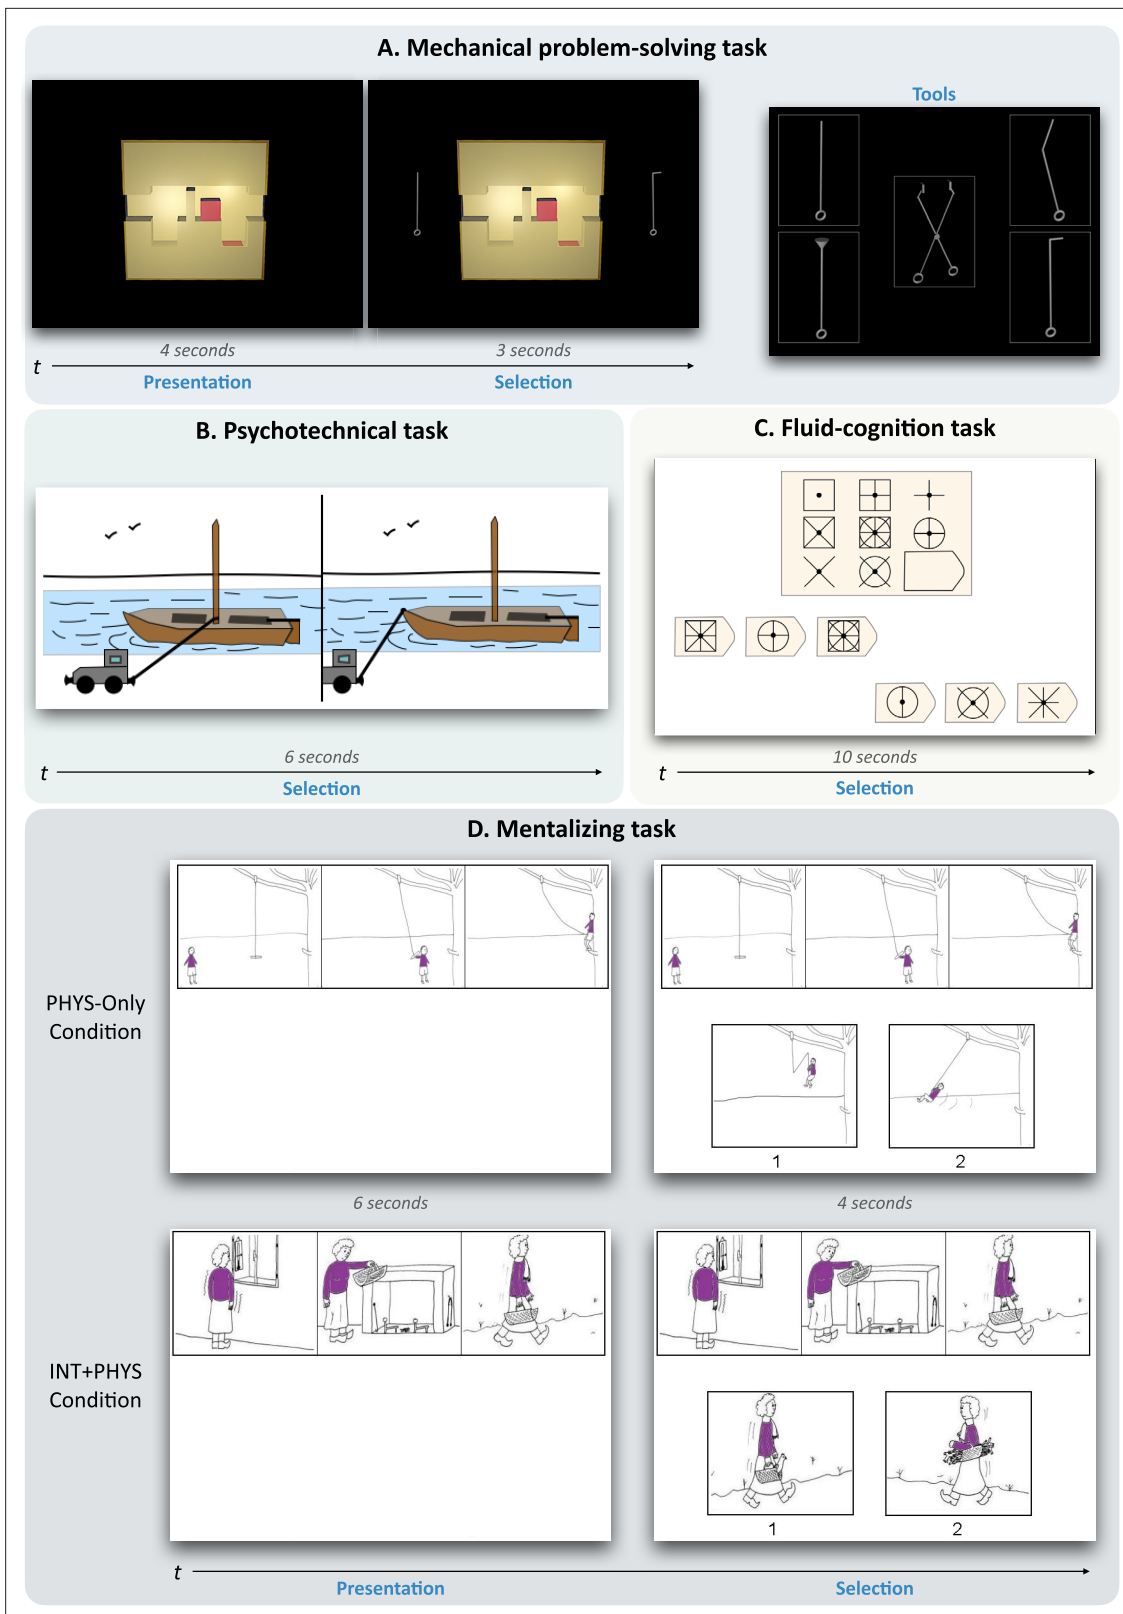 A. Mechanical problem-solving task
Tools
4 seconds
3 seconds
t
Presentation
Selection
B. Psychotechnical task
6 seconds
t
Selection
C. Fluid-cognition task
10 seconds
t
Selection
D. Mentalizing task
PHYS-Only
Condition
1
2
6 seconds
4 seconds
INT+PHYS
Condition
1
2
t
Presentation
Selection